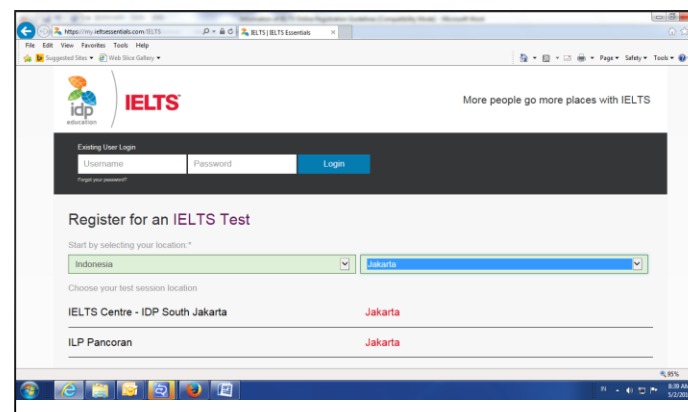 https://my.ieltsessentials.com/IELTS
IELTS | IELTS Essentials
File Edit View Favorites Tools Help
Suggested Sites Web Slice Gallery
Page Safety Tools
idp
education
IELTS
More people go more places with IELTS
Existing User Login
Username Password Login
Forgot your password?
Register for an IELTS Test
Start by selecting your location:*
Indonesia Jakarta
Choose your test session location
IELTS Centre - IDP South Jakarta Jakarta
ILP Pancoran Jakarta
95%
8:39 AM